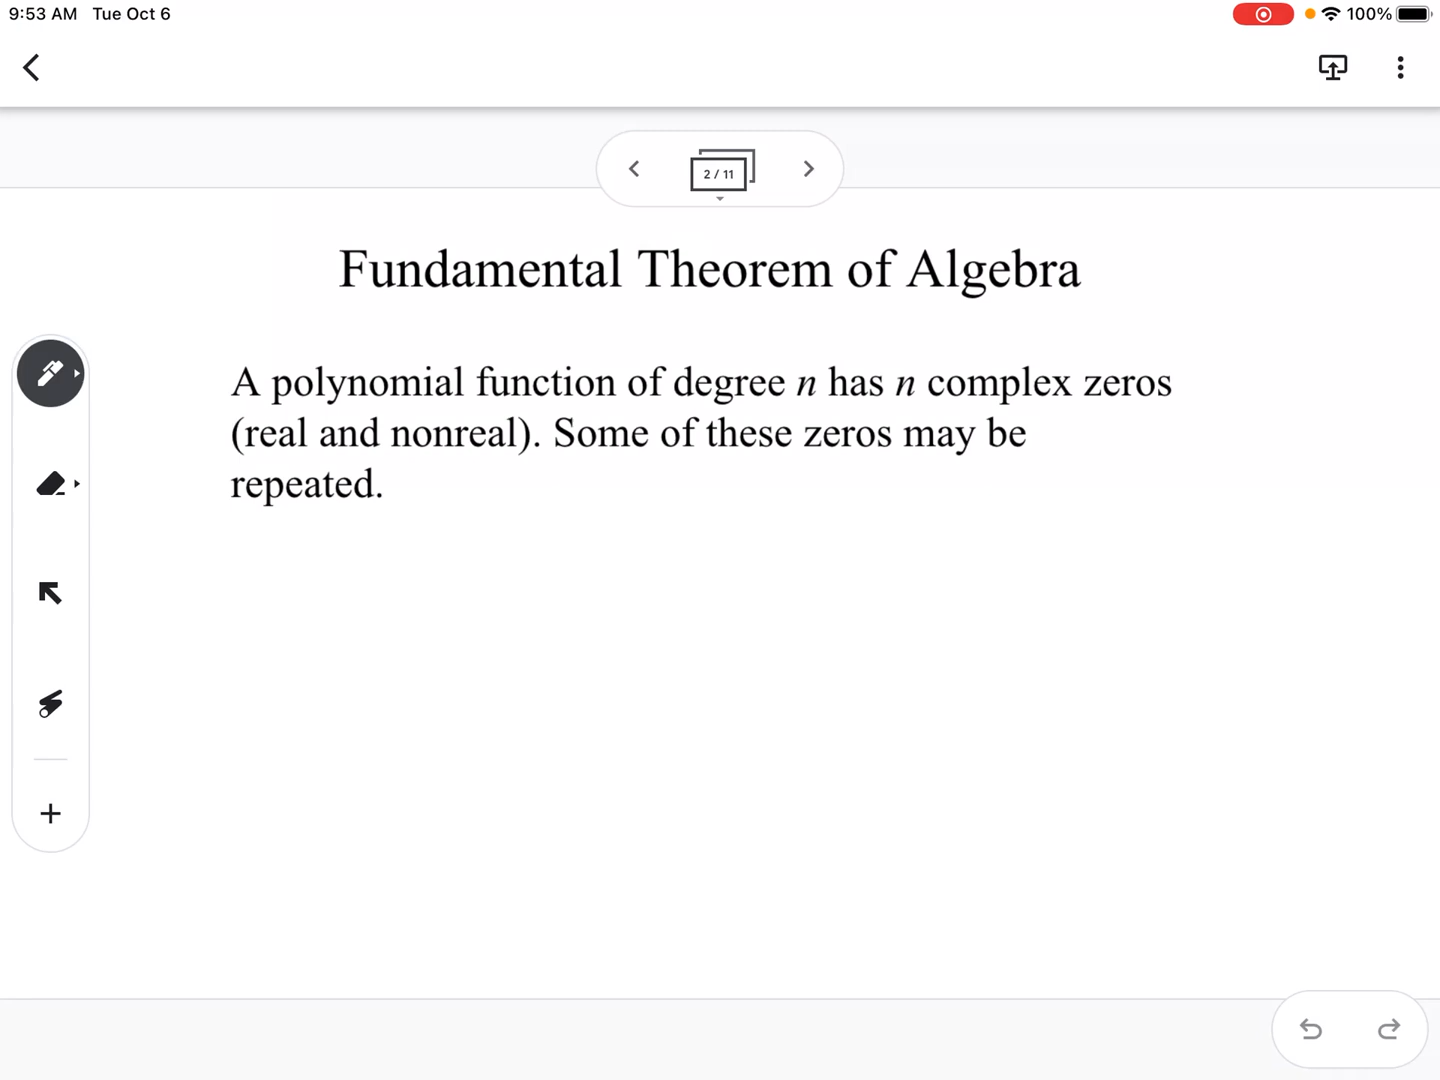 9:53 AM Tue Oct 6
100%
2 / 11
Fundamental Theorem of Algebra
A polynomial function of degree n has n complex zeros
(real and nonreal). Some of these zeros may be
repeated.